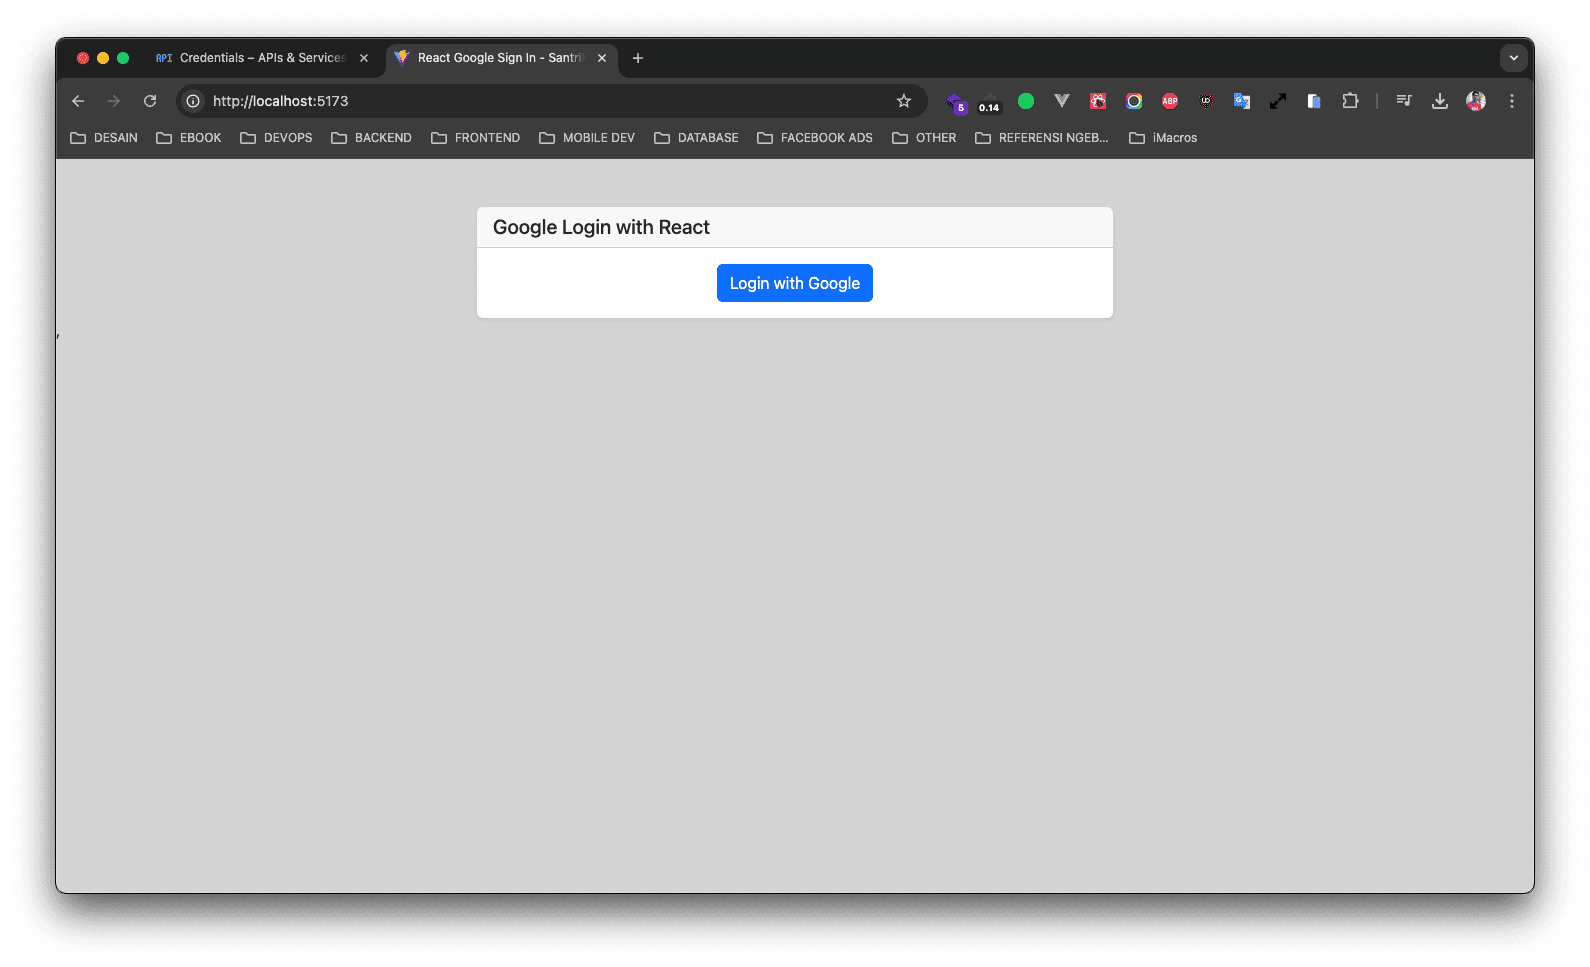 API Credentials – APIs & Services
React Google Sign In - Santri
http://localhost:5173
5
0.14
ABP
UD
DESAIN
EBOOK
DEVOPS
BACKEND
FRONTEND
MOBILE DEV
DATABASE
FACEBOOK ADS
OTHER
REFERENSI NGEB...
iMacros
Google Login with React
Login with Google
,